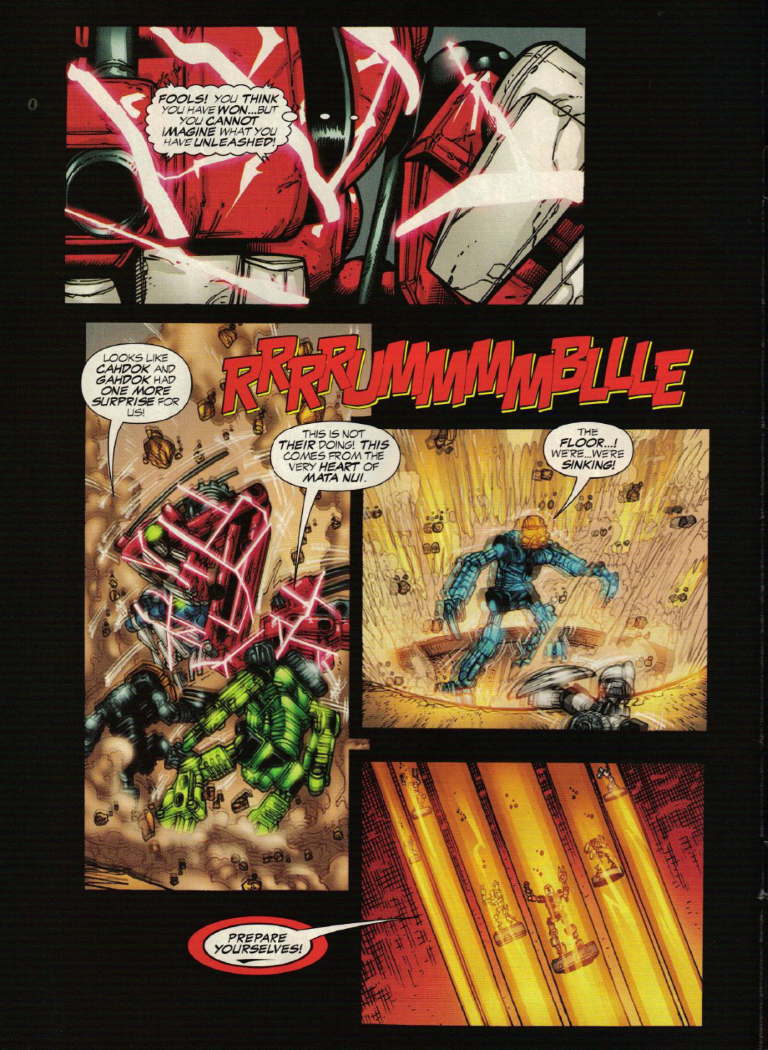 FOOLS! YOU THINK
YOU HAVE WON...BUT
YOU CANNOT
IMAGINE WHAT YOU
HAVE UNLEASHED!
LOOKS LIKE
CAHDOK AND
GAHDOK HAD
ONE MORE
SURPRISE FOR
US!
RRRRUMMMMBLLLE
THIS IS NOT
THEIR DOING! THIS
COMES FROM THE
VERY HEART OF
MATA NUI.
THE
FLOOR...!
WE'RE...WE'RE
SINKING!
PREPARE
YOURSELVES!